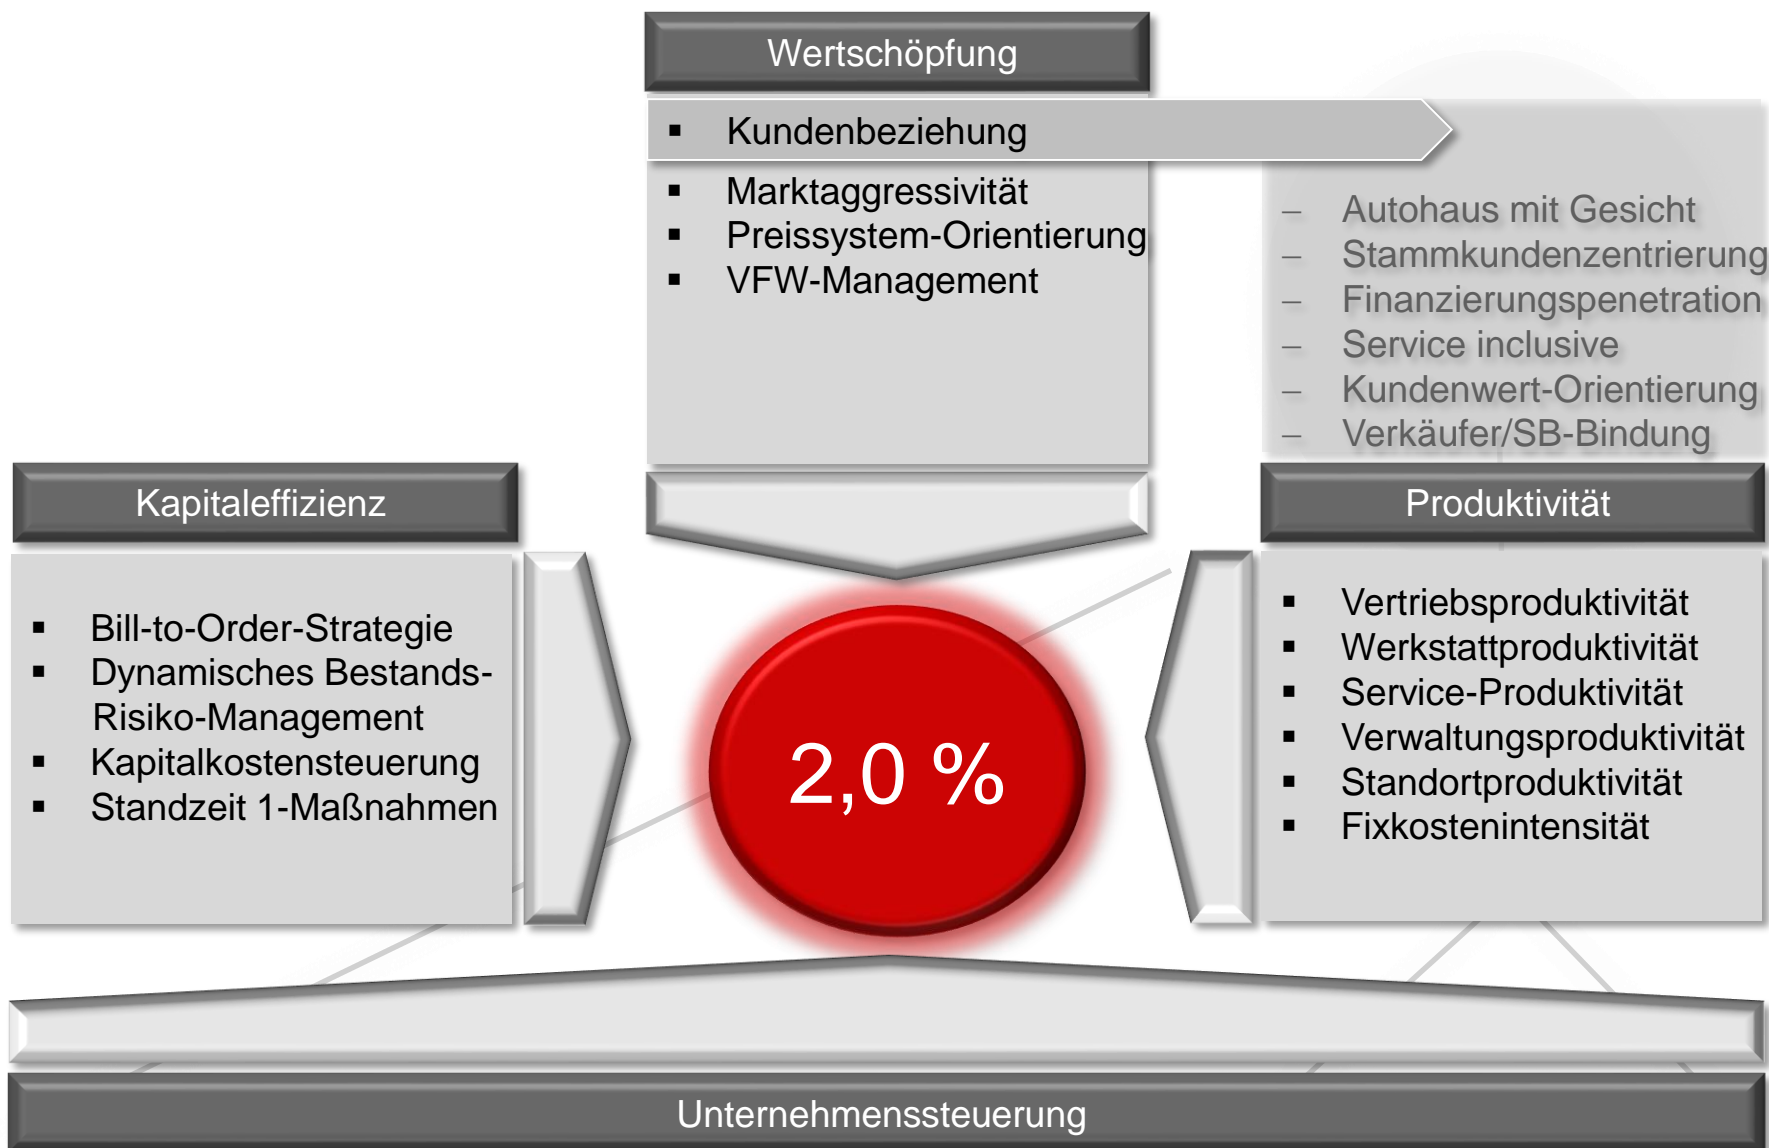 Wertschöpfung
▪ Kundenbeziehung
▪ Marktaggressivität
▪ Preissystem-Orientierung
▪ VFW-Management
– Autohaus mit Gesicht
– Stammkundenzentrierung
– Finanzierungspenetration
– Service inclusive
– Kundenwert-Orientierung
– Verkäufer/SB-Bindung
Kapitaleffizienz
▪ Bill-to-Order-Strategie
▪ Dynamisches Bestands-
Risiko-Management
▪ Kapitalkostensteuerung
▪ Standzeit 1-Maßnahmen
2,0 %
Produktivität
▪ Vertriebsproduktivität
▪ Werkstattproduktivität
▪ Service-Produktivität
▪ Verwaltungsproduktivität
▪ Standortproduktivität
▪ Fixkostenintensität
Unternehmenssteuerung